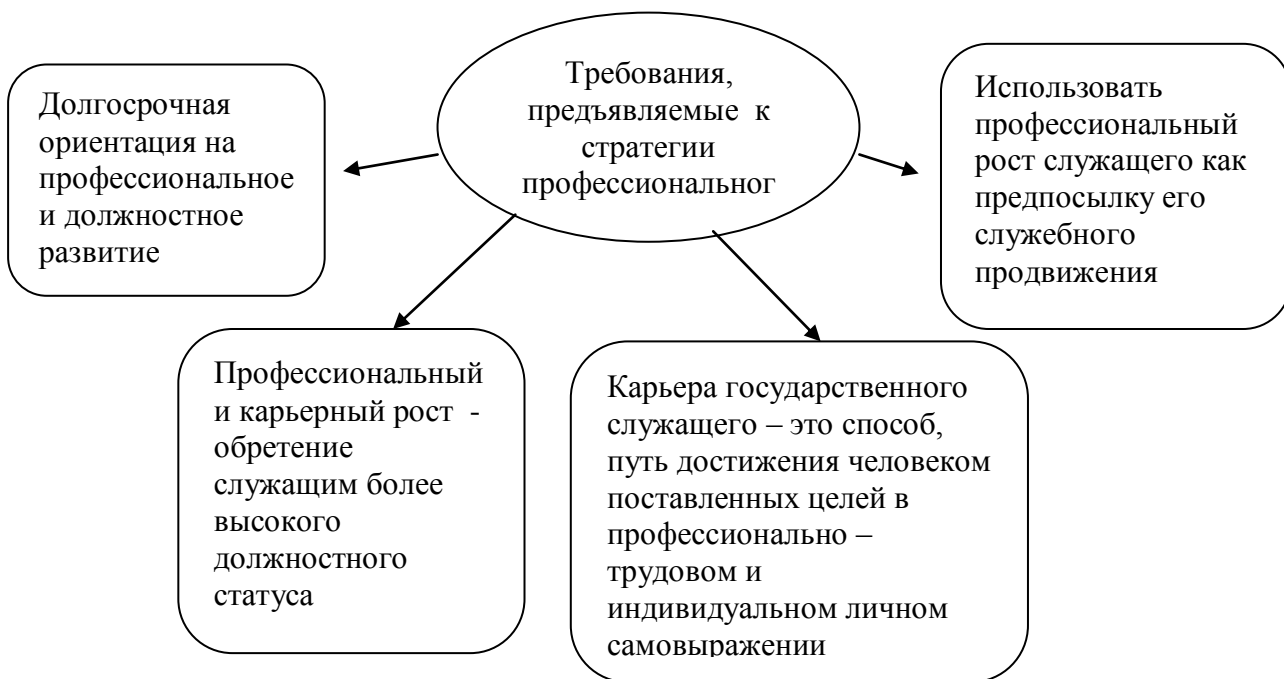 Требования,
предъявляемые к
стратегии
профессиональног
Долгосрочная
ориентация на
профессиональное
и должностное
развитие
Использовать
профессиональный
рост служащего как
предпосылку его
служебного
продвижения
Профессиональный
и карьерный рост -
обретение
служащим более
высокого
должностного
статуса
Карьера государственного
служащего – это способ,
путь достижения человеком
поставленных целей в
профессионально –
трудовом и
индивидуальном личном
самовыражении